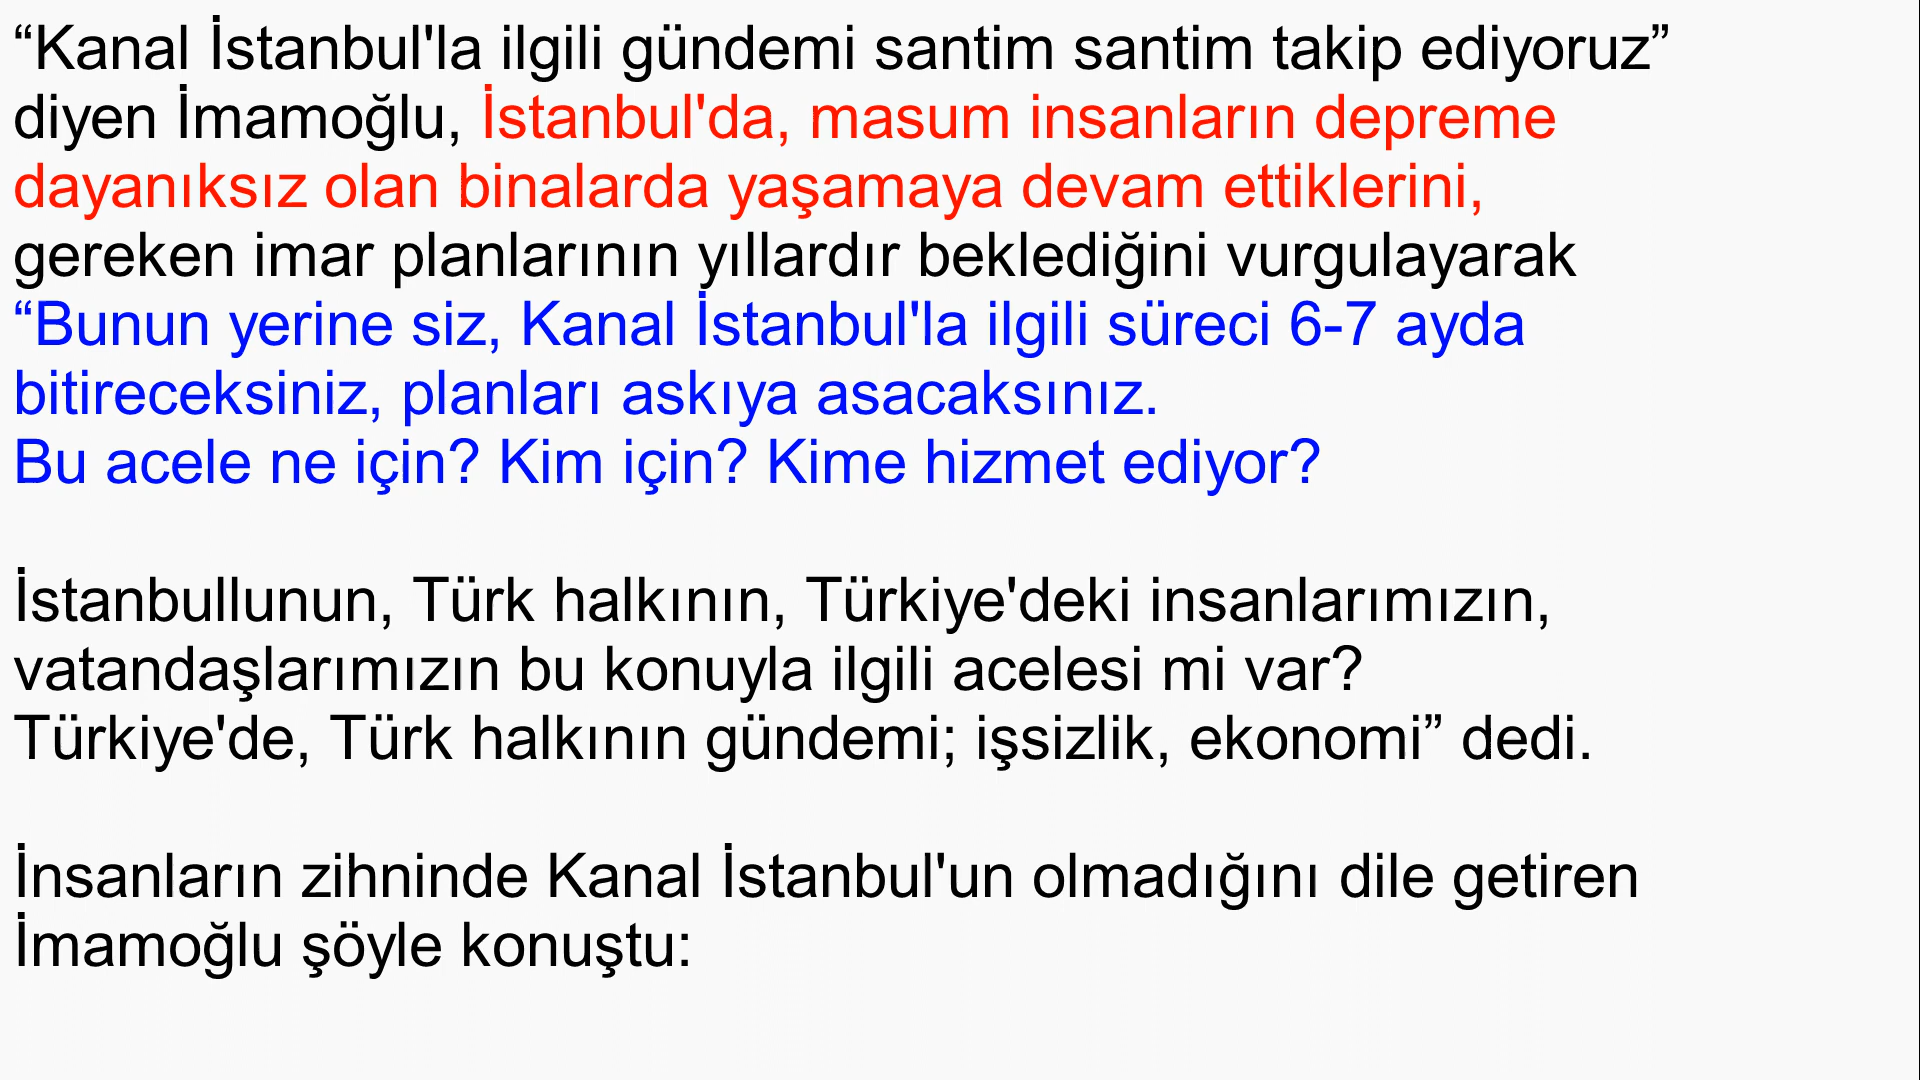 “Kanal İstanbul'la ilgili gündemi santim santim takip ediyoruz”
diyen İmamoğlu, İstanbul'da, masum insanların depreme
dayanıksız olan binalarda yaşamaya devam ettiklerini,
gereken imar planlarının yıllardır beklediğini vurgulayarak
“Bunun yerine siz, Kanal İstanbul'la ilgili süreci 6-7 ayda
bitireceksiniz, planları askıya asacaksınız.
Bu acele ne için? Kim için? Kime hizmet ediyor?
İstanbullunun, Türk halkının, Türkiye'deki insanlarımızın,
vatandaşlarımızın bu konuyla ilgili acelesi mi var?
Türkiye'de, Türk halkının gündemi; işsizlik, ekonomi” dedi.
İnsanların zihninde Kanal İstanbul'un olmadığını dile getiren
İmamoğlu şöyle konuştu: